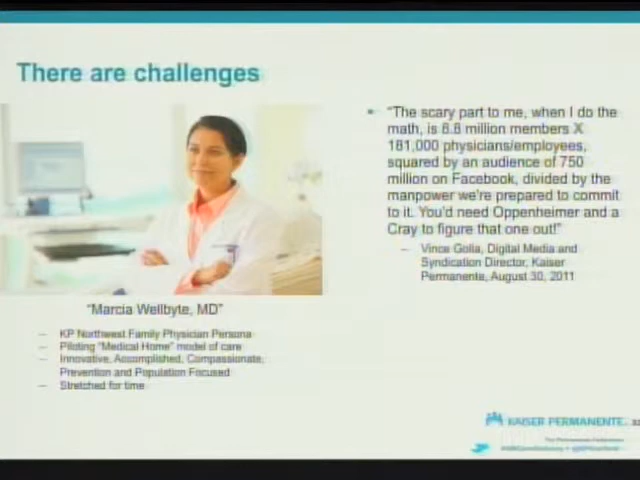 There are challenges
"The scary part to me, when I do the
math, is 8.8 million members X
181,000 physicians/employees,
squared by an audience of 750
million on Facebook, divided by the
manpower we're prepared to commit
to it. You'd need Oppenheimer and a
Cray to figure that one out!"
– Vince Golla, Digital Media and
Syndication Director, Kaiser
Permanente, August 30, 2011
"Marcia Wellbyte, MD"
– KP Northwest Family Physician Persona
– Piloting "Medical Home" model of care
– Innovative, Accomplished, Compassionate,
Prevention and Population Focused
– Stretched for time
KAISER PERMANENTE.